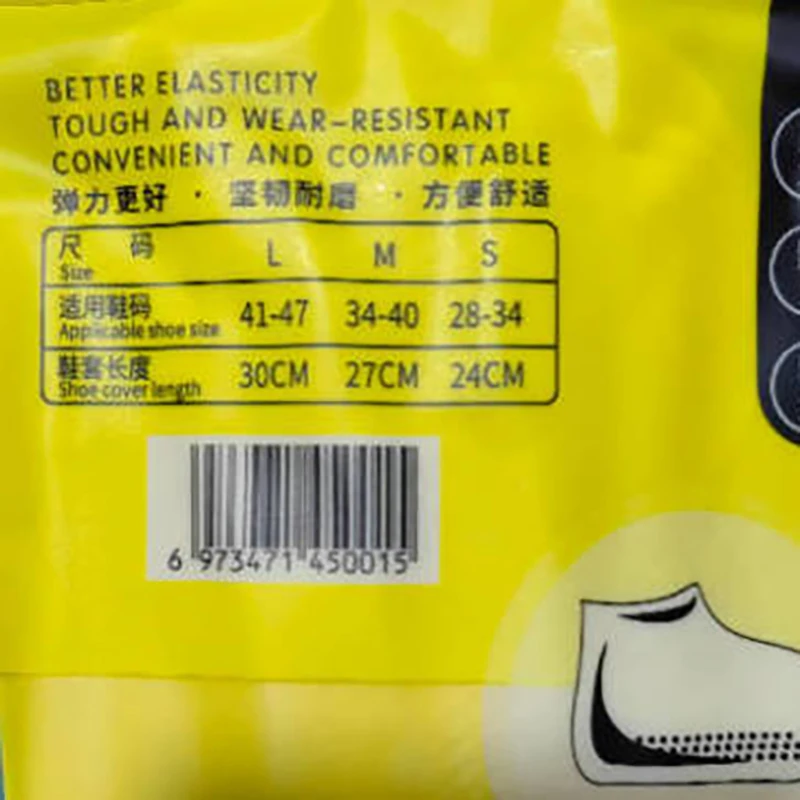 BETTER ELASTICITY
TOUGH AND WEAR-RESISTANT
CONVENIENT AND COMFORTABLE
弹力更好 · 坚韧耐磨 · 方便舒适
尺 码 L M S
Size
适用鞋码 41-47 34-40 28-34
Applicable shoe size
鞋套长度 30CM 27CM 24CM
Shoe cover length
6 973471 450015